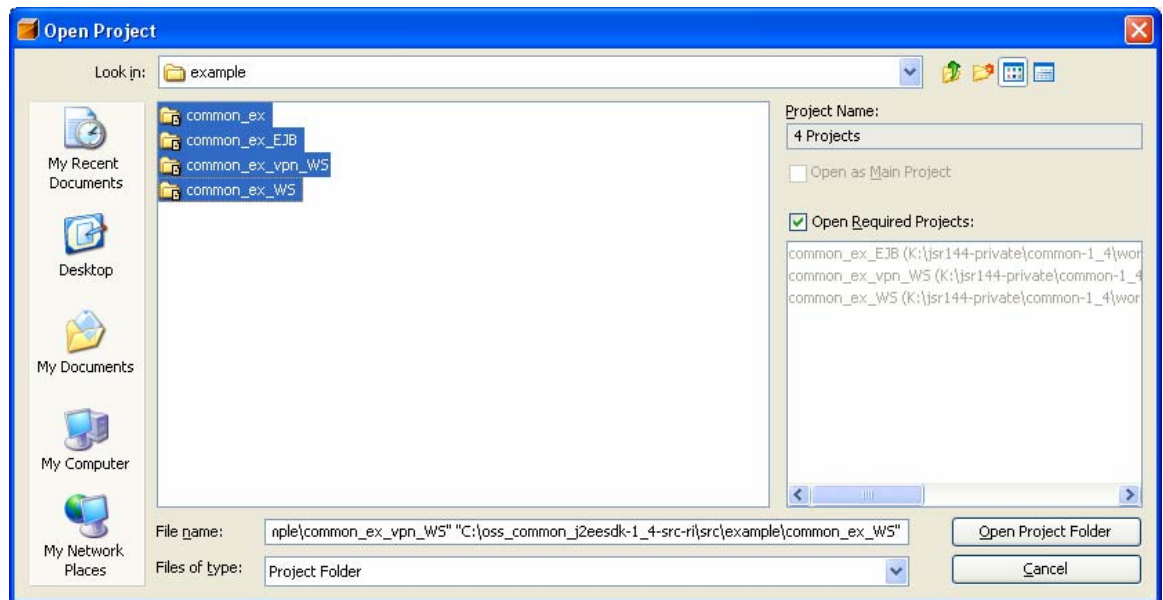 Open Project
Look in:
example
My Recent
Documents
Desktop
My Documents
My Computer
My Network
Places
common_ex
common_ex_EJB
common_ex_vpn_WS
common_ex_WS
Project Name:
4 Projects
Open as Main Project
Open Required Projects:
common_ex_EJB (K:\jsr144-private\common-1_4\wor
common_ex_vpn_WS (K:\jsr144-private\common-1_4
common_ex_WS (K:\jsr144-private\common-1_4\wor
File name:
nple\common_ex_vpn_WS" "C:\oss_common_j2eesdk-1_4-src-ri\src\example\common_ex_WS"
Open Project Folder
Files of type:
Project Folder
Cancel